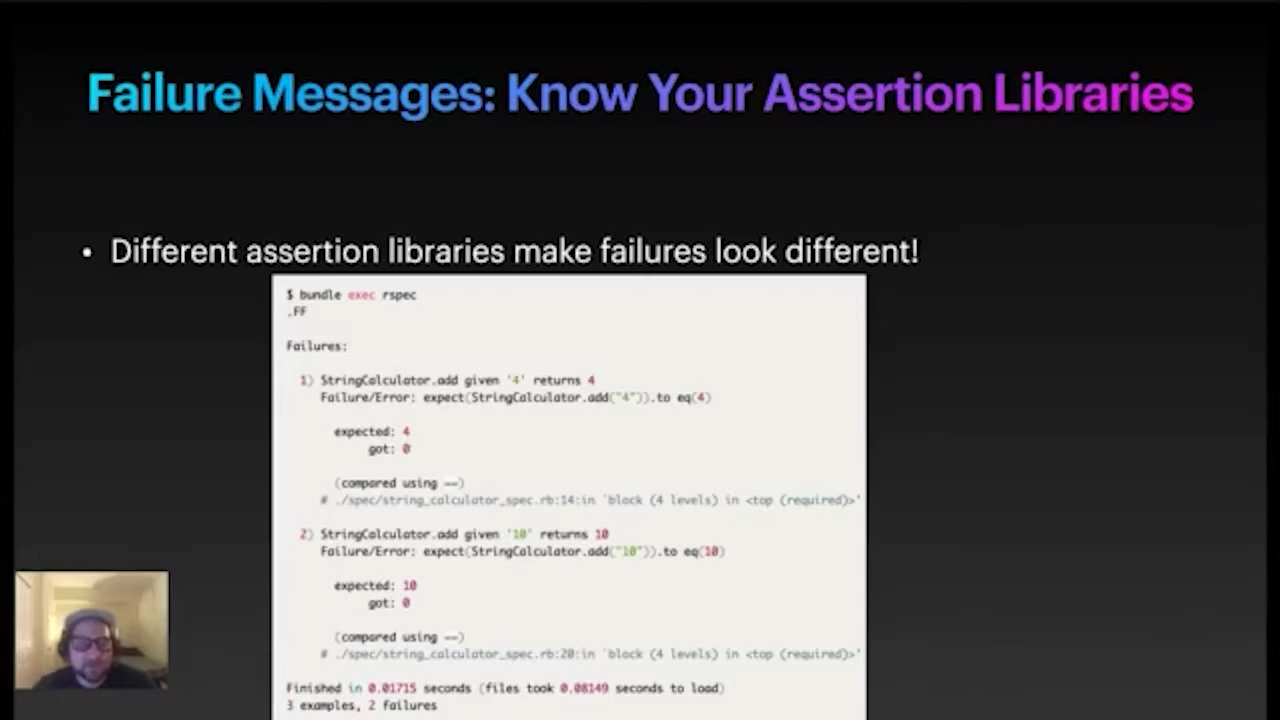 Failure Messages: Know Your Assertion Libraries
• Different assertion libraries make failures look different!
$ bundle exec rspec
.FF
Failures:
1) StringCalculator.add given '4' returns 4
Failure/Error: expect(StringCalculator.add("4")).to eq(4)
expected: 4
got: 0
(compared using ==)
# ./spec/string_calculator_spec.rb:14:in `block (4 levels) in <top (required)>'
2) StringCalculator.add given '10' returns 10
Failure/Error: expect(StringCalculator.add("10")).to eq(10)
expected: 10
got: 0
(compared using ==)
# ./spec/string_calculator_spec.rb:20:in `block (4 levels) in <top (required)>'
Finished in 0.01715 seconds (files took 0.08149 seconds to load)
3 examples, 2 failures